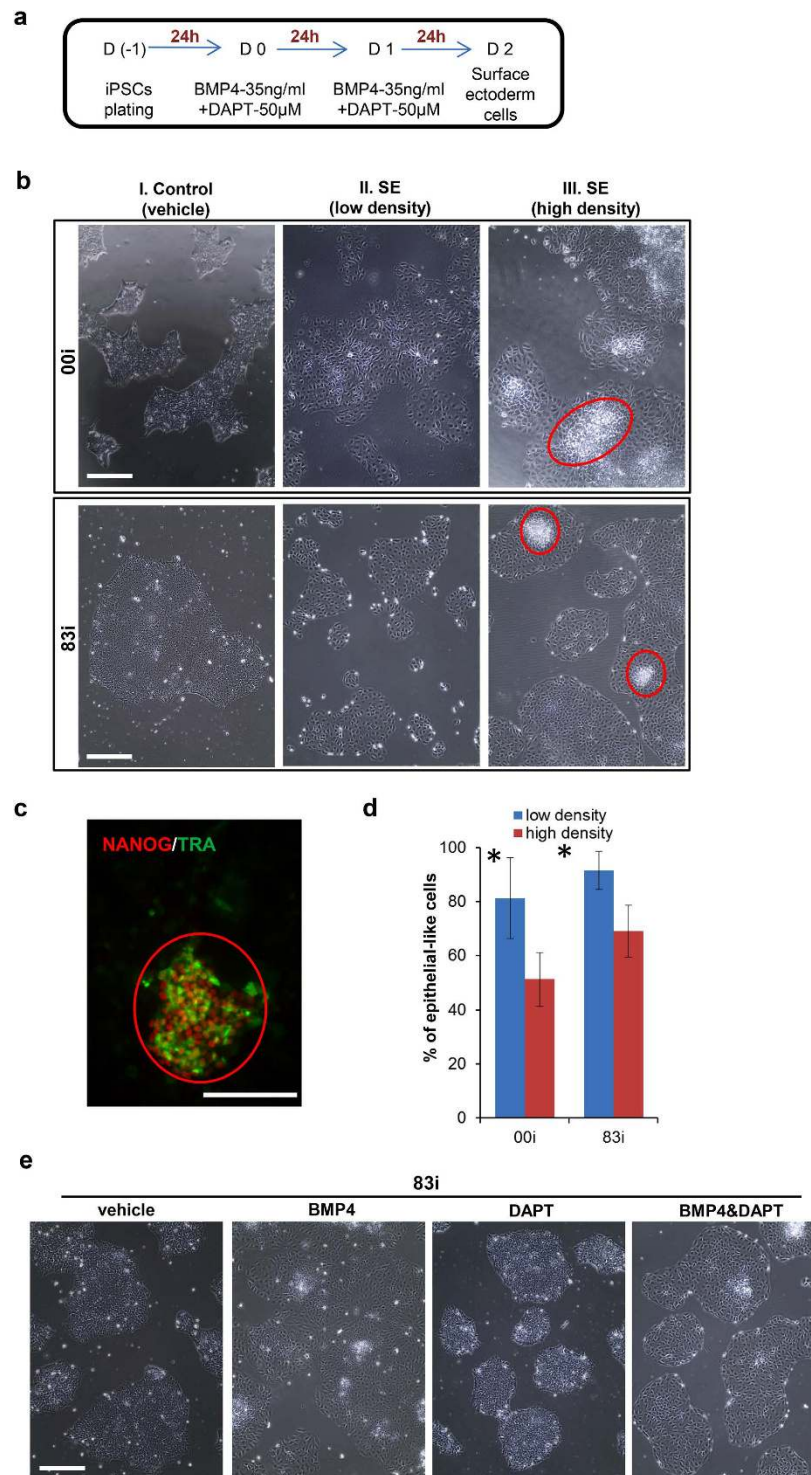 a
24h 24h 24h
D (-1) D 0 D 1 D 2
iPSCs plating BMP4-35ng/ml +DAPT-50µM BMP4-35ng/ml +DAPT-50µM Surface ectoderm cells
b
I. Control (vehicle) II. SE (low density) III. SE (high density)
00i
83i
c
NANOG/TRA
d
low density
high density
% of epithelial-like cells
100
80
60
40
20
0
* *
00i 83i
e
83i
vehicle BMP4 DAPT BMP4&DAPT